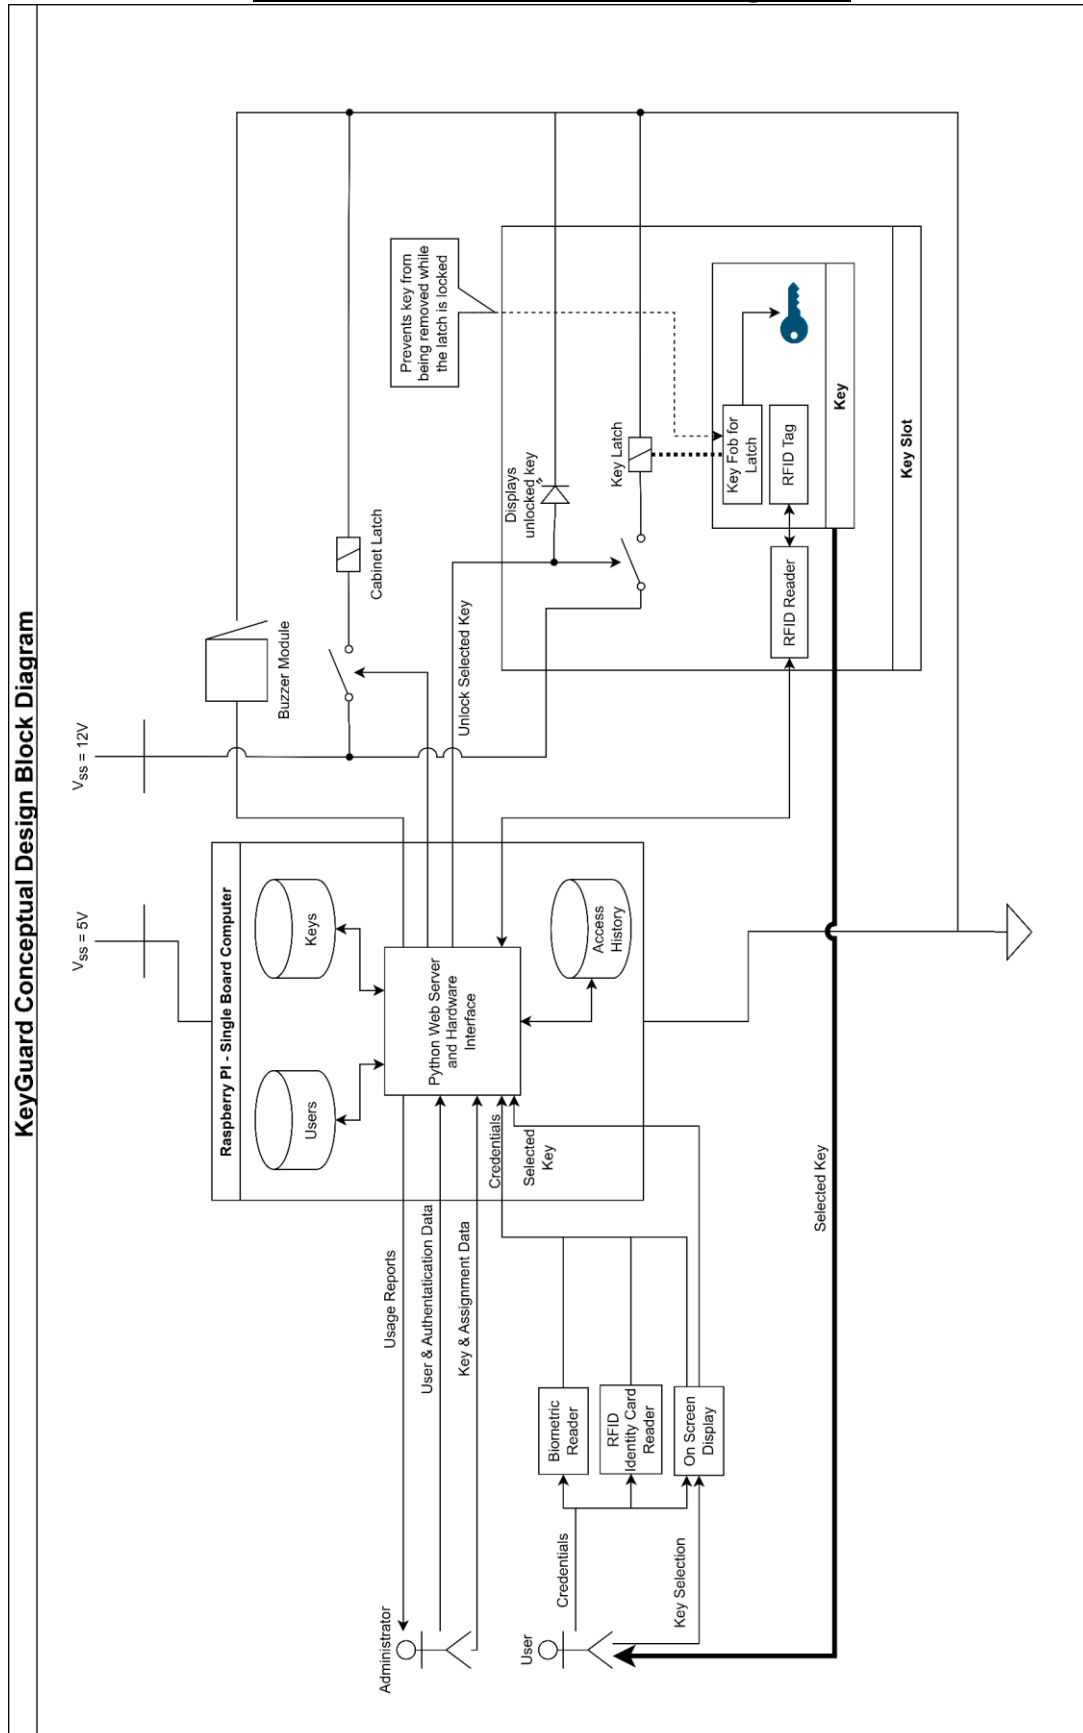 KeyGuard Conceptual Design Block Diagram
VSS = 5V
VSS = 12V
Raspberry PI - Single Board Computer
Users
Keys
Python Web Server
and Hardware
Interface
Access
History
Buzzer Module
Cabinet Latch
Unlock Selected Key
Prevents key from
being removed while
the latch is locked
Displays
unlocked key
Key Latch
Key Fob for
Latch
RFID Tag
RFID Reader
Key
Key Slot
Administrator
Usage Reports
User & Authentatication Data
Key & Assignment Data
Credentials
Selected
Key
User
Credentials
Key Selection
Biometric
Reader
RFID
Identity Card
Reader
On Screen
Display
Selected Key